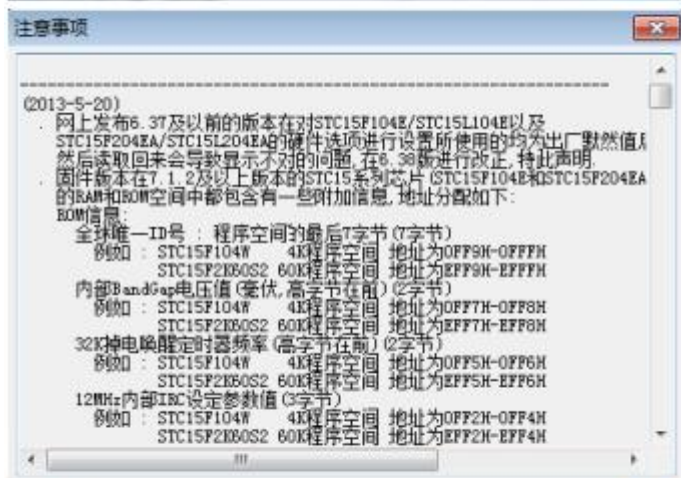 注意事项
------------------------------------------------------------------------
(2013-5-20)
. 网上发布6.37及以前的版本在对STC15F104E/STC15L104E以及
STC15F204EA/STC15L204EA的硬件选项进行设置所使用的均为出厂默然值,
然后读取回来会导致显示不对的问题,在6.38版进行改正,特此声明.
. 固件版本在7.1.2及以上版本的STC15系列芯片(STC15F104E和STC15F204EA
的RAM和ROM空间中都包含有一些附加信息,地址分配如下:
ROM信息:
全球唯一ID号 : 程序空间的最后7字节(7字节)
例如 : STC15F104W 4K程序空间 地址为0FF9H-0FFFH
STC15F2K60S2 60K程序空间 地址为EFF9H-EFFFH
内部BandGap电压值(毫伏,高字节在前)(2字节)
例如 : STC15F104W 4K程序空间 地址为0FF7H-0FF8H
STC15F2K60S2 60K程序空间 地址为EFF7H-EFF8H
32K掉电唤醒定时器频率(高字节在前)(2字节)
例如 : STC15F104W 4K程序空间 地址为0FF5H-0FF6H
STC15F2K60S2 60K程序空间 地址为EFF5H-EFF6H
12MHz内部IRC设定参数值(3字节)
例如 : STC15F104W 4K程序空间 地址为0FF2H-0FF4H
STC15F2K60S2 60K程序空间 地址为EFF2H-EFF4H